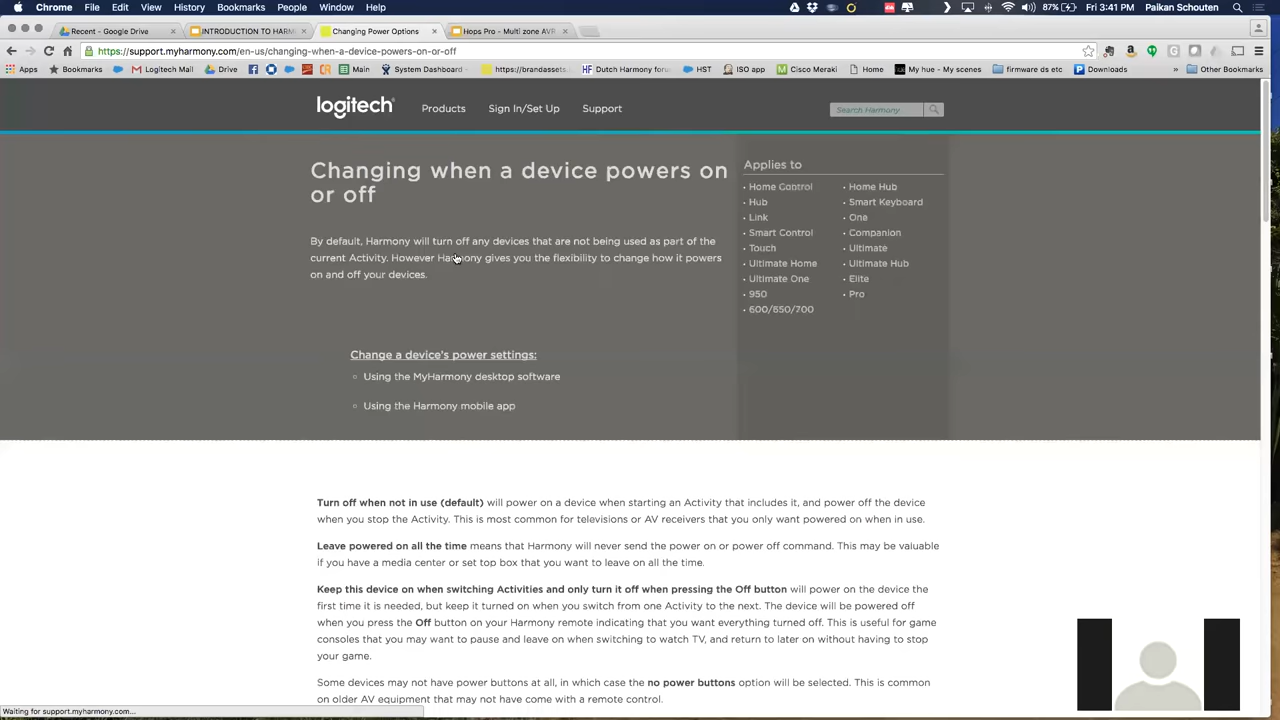 Chrome File Edit View History Bookmarks People Window Help 87% Fri 3:41 PM Paikan Schouten
Recent - Google Drive INTRODUCTION TO HARM Changing Power Options Hops Pro - Multi zone AVR
https://support.myharmony.com/en-us/changing-when-a-device-powers-on-or-off
Apps Bookmarks Logitech Mail Drive Main System Dashboard https://brandassets. HST Dutch Harmony forum ISO app Cisco Meraki Home My hue - My scenes firmware ds etc Downloads » Other Bookmarks
logitech Products Sign In/Set Up Support Search Harmony
Changing when a device powers on
or off
By default, Harmony will turn off any devices that are not being used as part of the
current Activity. However Harmony gives you the flexibility to change how it powers
on and off your devices.
Change a device's power settings:
Using the MyHarmony desktop software
Using the Harmony mobile app
Applies to
Home Control Home Hub
Hub Smart Keyboard
Link One
Smart Control Companion
Touch Ultimate
Ultimate Home Ultimate Hub
Ultimate One Elite
950 Pro
600/650/700
Turn off when not in use (default) will power on a device when starting an Activity that includes it, and power off the device
when you stop the Activity. This is most common for televisions or AV receivers that you only want powered on when in use.
Leave powered on all the time means that Harmony will never send the power on or power off command. This may be valuable
if you have a media center or set top box that you want to leave on all the time.
Keep this device on when switching Activities and only turn it off when pressing the Off button will power on the device the
first time it is needed, but keep it turned on when you switch from one Activity to the next. The device will be powered off
when you press the Off button on your Harmony remote indicating that you want everything turned off. This is useful for game
consoles that you may want to pause and leave on when switching to watch TV, and return to later on without having to stop
your game.
Some devices may not have power buttons at all, in which case the no power buttons option will be selected. This is common
on older AV equipment that may not have come with a remote control.
Waiting for support.myharmony.com...